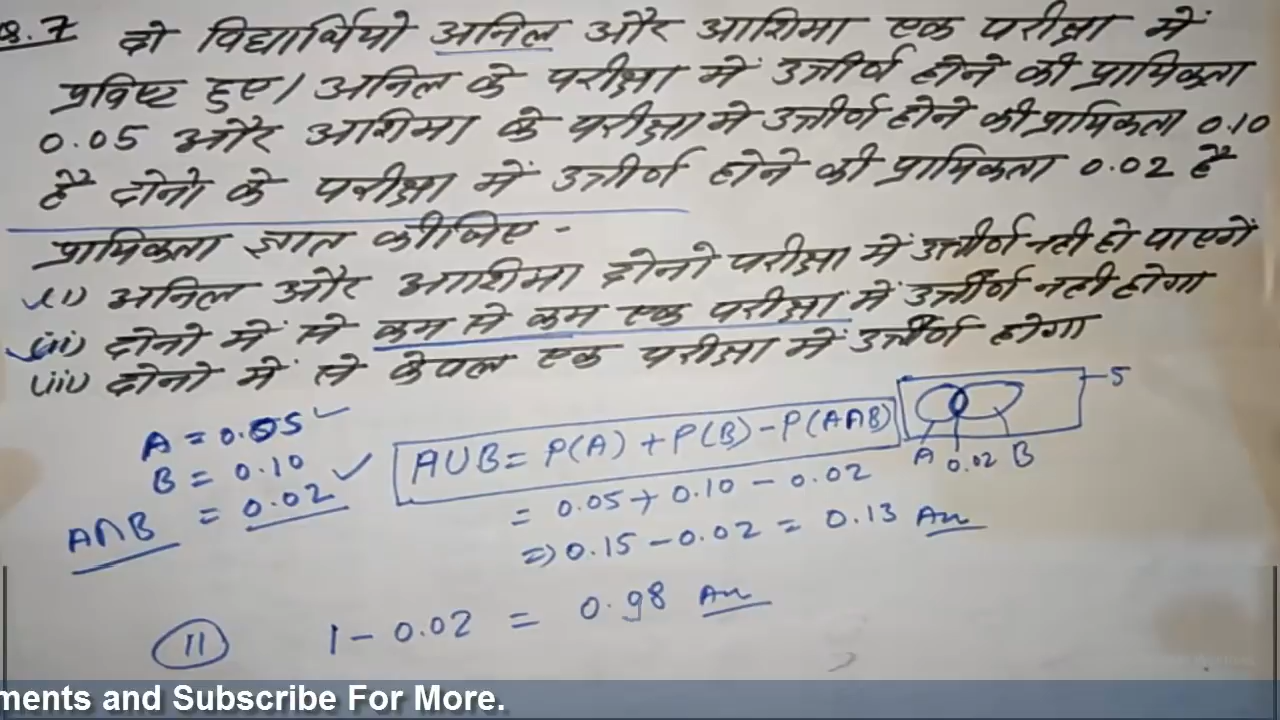 Q.7 दो विद्यार्थियो अनिल और आशिमा एक परीक्षा में
प्रविष्ट हुए। अनिल के परीक्षा में उत्तीर्ण होने की प्रायिकता
0.05 और आशिमा के परीक्षा मे उत्तीर्ण होने की प्रायिकता 0.10
है दोनो के परीक्षा में उत्तीर्ण होने की प्रायिकता 0.02 है
प्रायिकता ज्ञात कीजिए -
(i) अनिल और आशिमा दोनो परीक्षा में उत्तीर्ण नही हो पाएगें
(ii) दोनो में से कम से कम एक परीक्षा में उत्तीर्ण नही होगा
(iii) दोनो में से केवल एक परीक्षा में उत्तीर्ण होगा
A = 0.05
B = 0.10
A∩B = 0.02
A∪B = P(A) + P(B) - P(A∩B)
= 0.05 + 0.10 - 0.02
=> 0.15 - 0.02 = 0.13 An
S
A 0.02 B
11 1 - 0.02 = 0.98 An
ments and Subscribe For More.